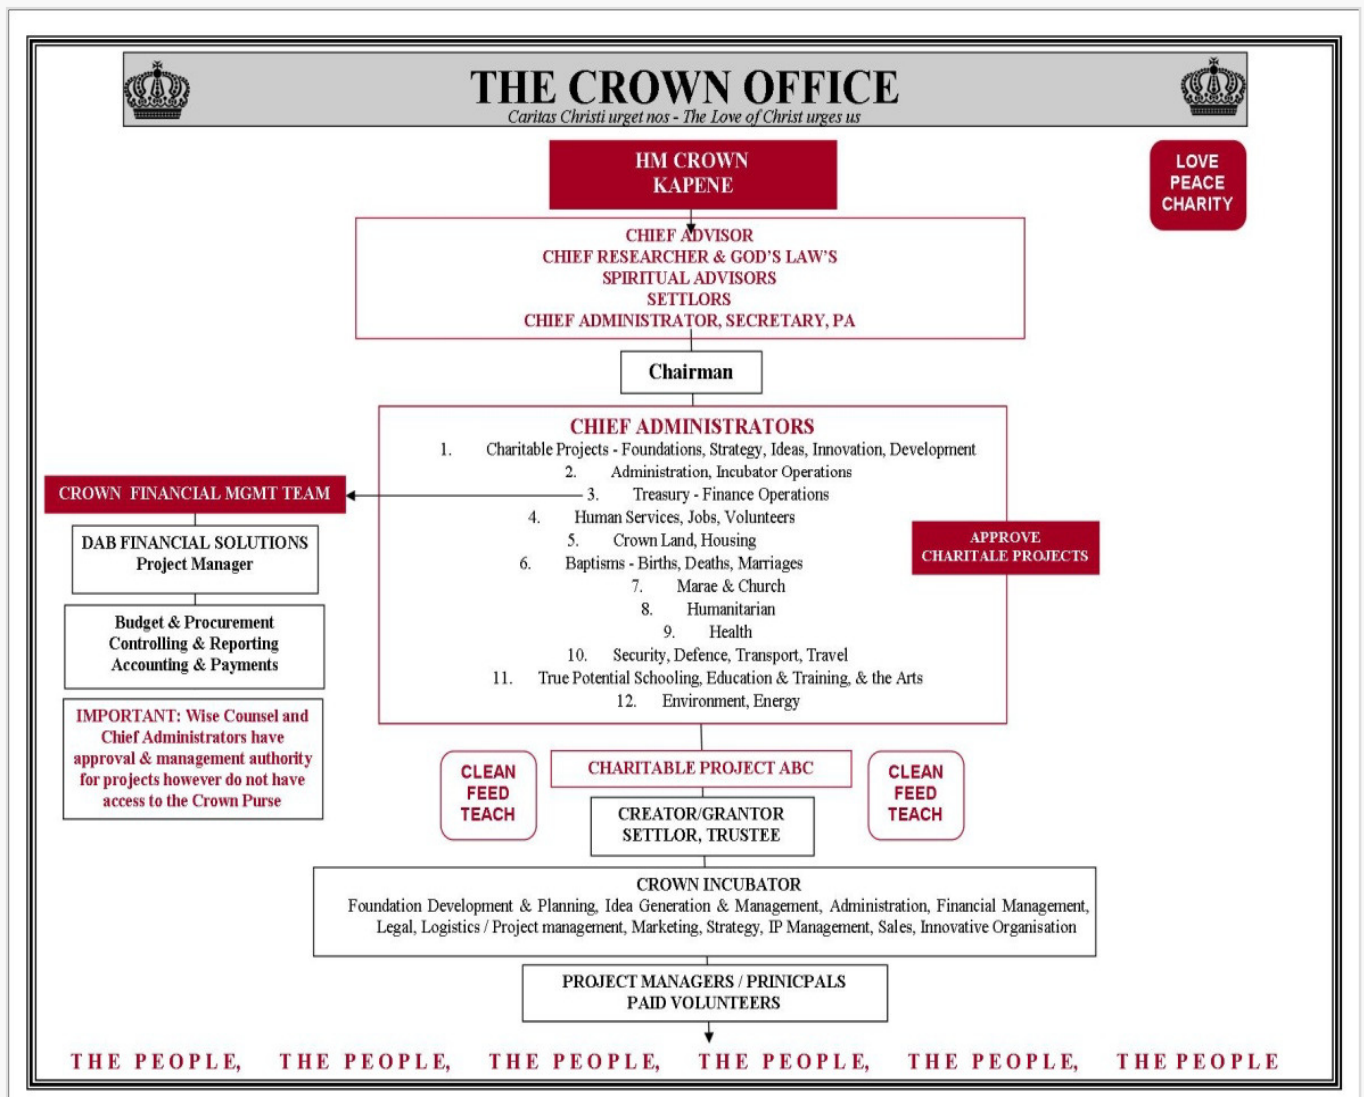 THE CROWN OFFICE
Caritas Christi urget nos - The Love of Christ urges us
HM CROWN
KAPENE
LOVE
PEACE
CHARITY
CHIEF ADVISOR
CHIEF RESEARCHER & GOD'S LAW'S
SPIRITUAL ADVISORS
SETTLORS
CHIEF ADMINISTRATOR, SECRETARY, PA
Chairman
CHIEF ADMINISTRATORS
1. Charitable Projects - Foundations, Strategy, Ideas, Innovation, Development
2. Administration, Incubator Operations
3. Treasury - Finance Operations
4. Human Services, Jobs, Volunteers
5. Crown Land, Housing
6. Baptisms - Births, Deaths, Marriages
7. Marae & Church
8. Humanitarian
9. Health
10. Security, Defence, Transport, Travel
11. True Potential Schooling, Education & Training, & the Arts
12. Environment, Energy
CROWN FINANCIAL MGMT TEAM
DAB FINANCIAL SOLUTIONS
Project Manager
Budget & Procurement
Controlling & Reporting
Accounting & Payments
IMPORTANT: Wise Counsel and
Chief Administrators have
approval & management authority
for projects however do not have
access to the Crown Purse
APPROVE
CHARITALE PROJECTS
CLEAN
FEED
TEACH
CHARITABLE PROJECT ABC
CLEAN
FEED
TEACH
CREATOR/GRANTOR
SETTLOR, TRUSTEE
CROWN INCUBATOR
Foundation Development & Planning, Idea Generation & Management, Administration, Financial Management,
Legal, Logistics / Project management, Marketing, Strategy, IP Management, Sales, Innovative Organisation
PROJECT MANAGERS / PRINICPALS
PAID VOLUNTEERS
THE PEOPLE, THE PEOPLE, THE PEOPLE, THE PEOPLE, THE PEOPLE, THE PEOPLE